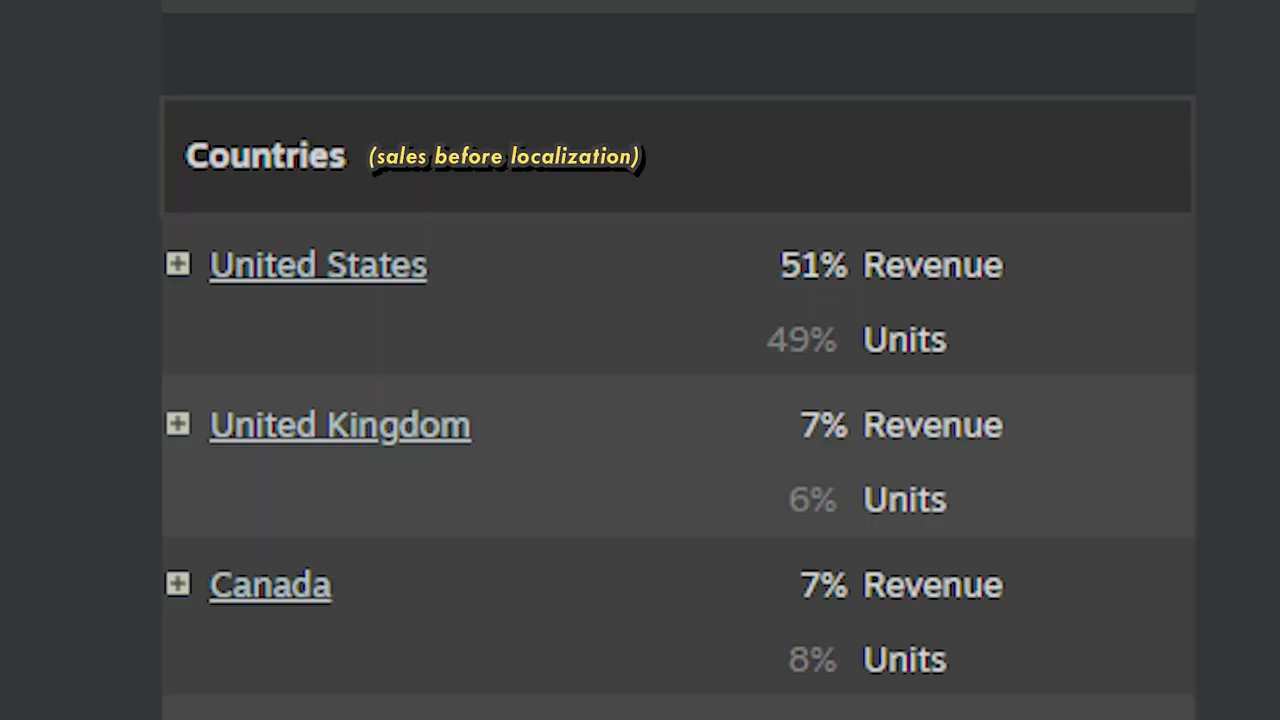 Countries (sales before localization)
United States 51% Revenue
49% Units
United Kingdom 7% Revenue
6% Units
Canada 7% Revenue
8% Units